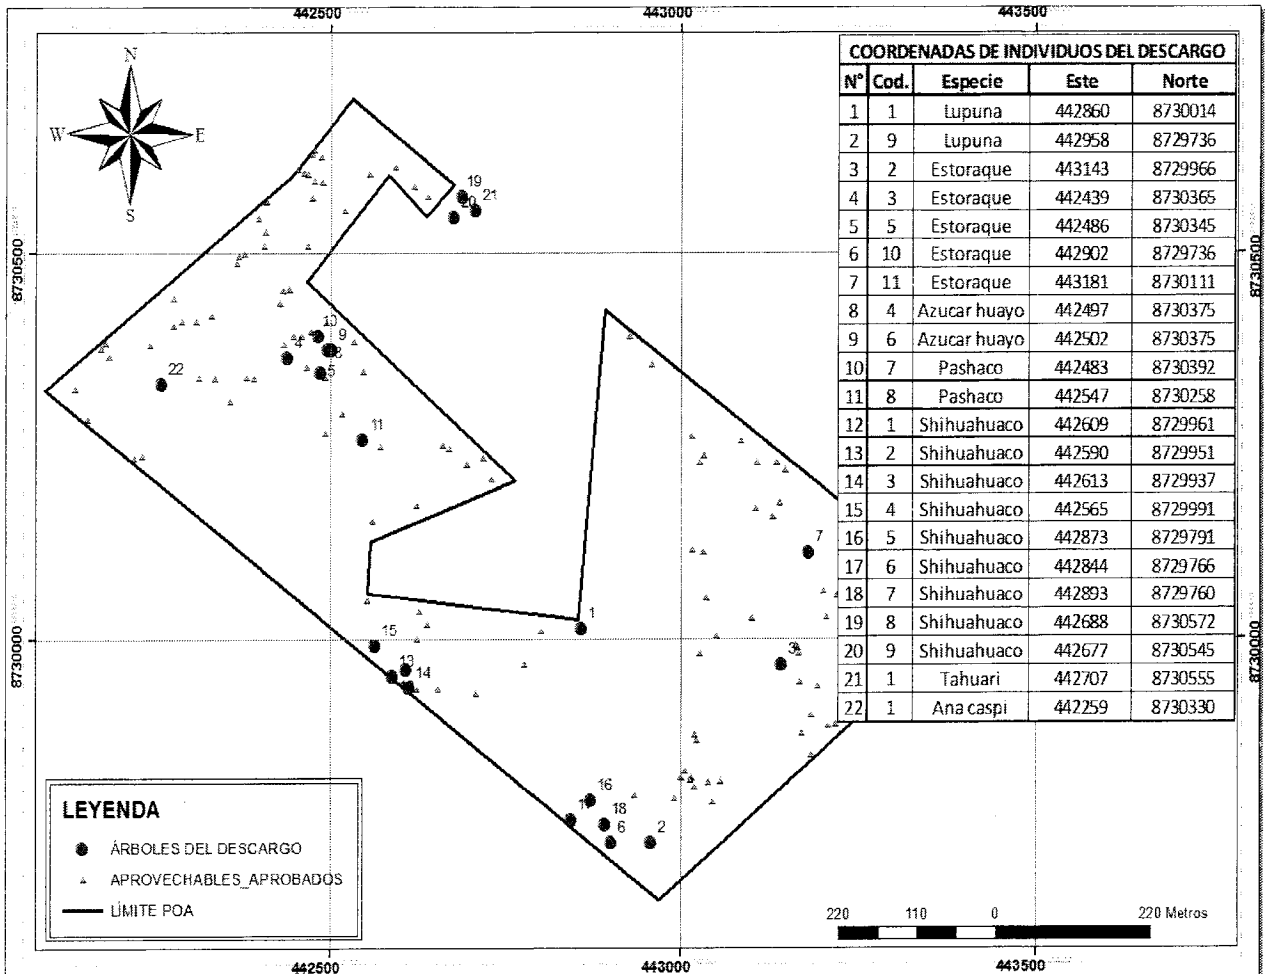 442500 443000 443500
N
W E
S
8730500
8730000
8730500
8730000
COORDENADAS DE INDIVIDUOS DEL DESCARGO
N° Cod. Especie Este Norte
1 1 Lupuna 442860 8730014
2 9 Lupuna 442958 8729736
3 2 Estoraque 443143 8729966
4 3 Estoraque 442439 8730365
5 5 Estoraque 442486 8730345
6 10 Estoraque 442902 8729736
7 11 Estoraque 443181 8730111
8 4 Azucar huayo 442497 8730375
9 6 Azucar huayo 442502 8730375
10 7 Pashaco 442483 8730392
11 8 Pashaco 442547 8730258
12 1 Shihuahuaco 442609 8729961
13 2 Shihuahuaco 442590 8729951
14 3 Shihuahuaco 442613 8729937
15 4 Shihuahuaco 442565 8729991
16 5 Shihuahuaco 442873 8729791
17 6 Shihuahuaco 442844 8729766
18 7 Shihuahuaco 442893 8729760
19 8 Shihuahuaco 442688 8730572
20 9 Shihuahuaco 442677 8730545
21 1 Tahuari 442707 8730555
22 1 Ana caspi 442259 8730330
19
21
20
10
9
4
8
5
22
11
7
1
15
3
13
14
16
17
18
6
2
LEYENDA
ÁRBOLES DEL DESCARGO
APROVECHABLES_APROBADOS
LÍMITE POA
220 110 0 220 Metros
442500 443000 443500